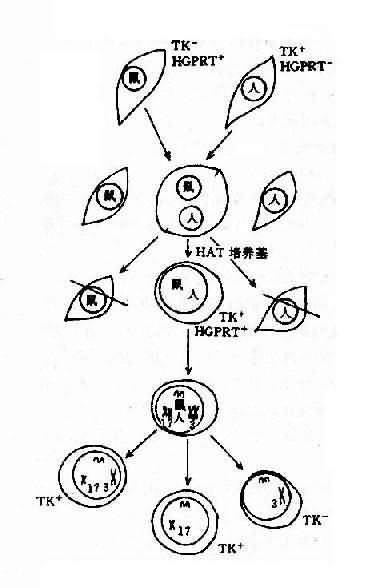 TK⁻
HGPRT⁺
TK⁺
HGPRT⁻
鼠
人
鼠
鼠
人
人
HAT 培养基
鼠
鼠 人
人
TK⁺
HGPRT⁺
鼠
人
17 3
17 3
TK⁺
17
TK⁺
3
TK⁻